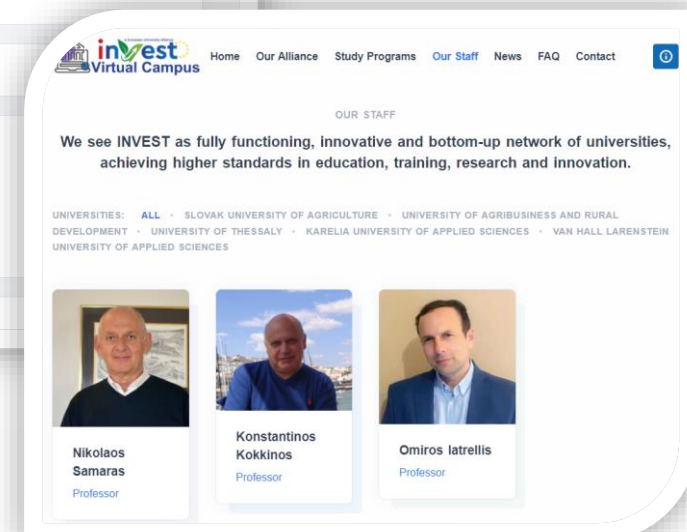 invest
Virtual Campus
Home Our Alliance Study Programs Our Staff News FAQ Contact
OUR STAFF
We see INVEST as fully functioning, innovative and bottom-up network of universities,
achieving higher standards in education, training, research and innovation.
UNIVERSITIES: ALL • SLOVAK UNIVERSITY OF AGRICULTURE • UNIVERSITY OF AGRIBUSINESS AND RURAL
DEVELOPMENT • UNIVERSITY OF THESSALY • KARELIA UNIVERSITY OF APPLIED SCIENCES • VAN HALL LARENSTEIN
UNIVERSITY OF APPLIED SCIENCES
Nikolaos
Samaras
Professor
Konstantinos
Kokkinos
Professor
Omiros Iatrellis
Professor